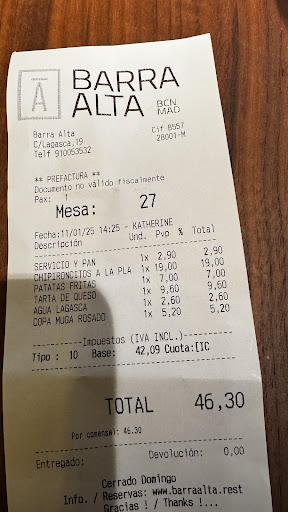 Ā
BARRA
ALTA BCN
MAD
Barra Alta Cif 8557
C/Lagasca,19 28001-M
Telf 910053532
** PREFACTURA **
Documento no válido fiscalmente
Pax: 1
Mesa: 27
Fecha:11/01/25 14:25 - KATHERINE
Descripción Und. Pvp % Total
SERVICIO Y PAN 1x 2,90 2,90
CHIPIRONCITOS A LA PLA 1x 19,00 19,00
PATATAS FRITAS 1x 7,00 7,00
TARTA DE QUESO 1x 9,60 9,60
AGUA LAGASCA 1x 2,60 2,60
COPA MUGA ROSADO 1x 5,20 5,20
Impuestos (IVA INCL.)
Tipo : 10 Base: 42,09 Cuota:[IC
TOTAL 46,30
Por comensal: 46.30
Entregado: Devolución: 0,00
Cerrado Domingo
Info. / Reservas: www.barraalta.rest
Gracias ! / Thanks !...